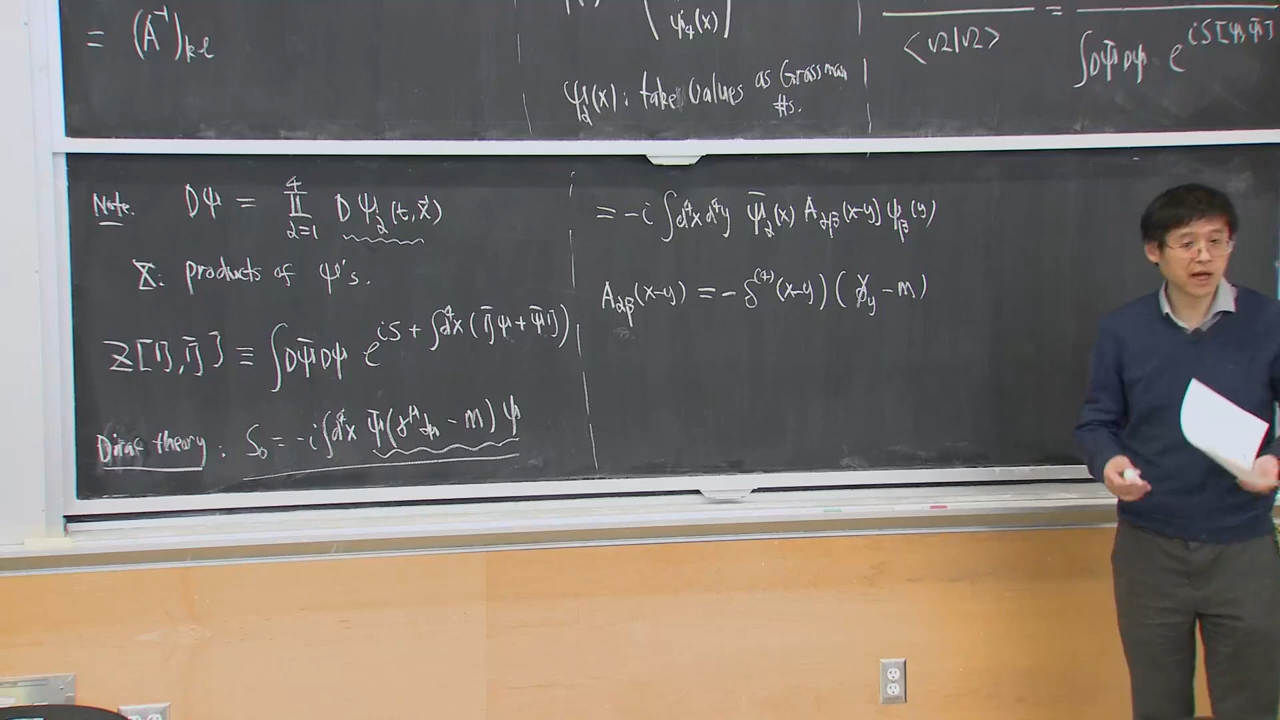 = (A⁻¹)ₖₗ
ψ₄(x)
ψ_α(x): take values as Grassman #s.
<Ω|Ω> = ∫Dψ̄Dψ e^{iS[ψ,ψ̄]}
Note. Dψ = ∏_{α=1}^{4} Dψ_α(t, x⃗)
X: products of ψ's.
Z[η, η̄] ≡ ∫Dψ̄Dψ e^{iS + ∫d⁴x (η̄ψ + ψ̄η)}
Dirac theory: S₀ = -i∫d⁴x ψ̄(γ^μ ∂_μ - m)ψ
= -i∫d⁴x d⁴y ψ̄_α(x) A_{αβ}(x-y) ψ_β(y)
A_{αβ}(x-y) = -δ⁽⁴⁾(x-y)(∂̸_y - m)